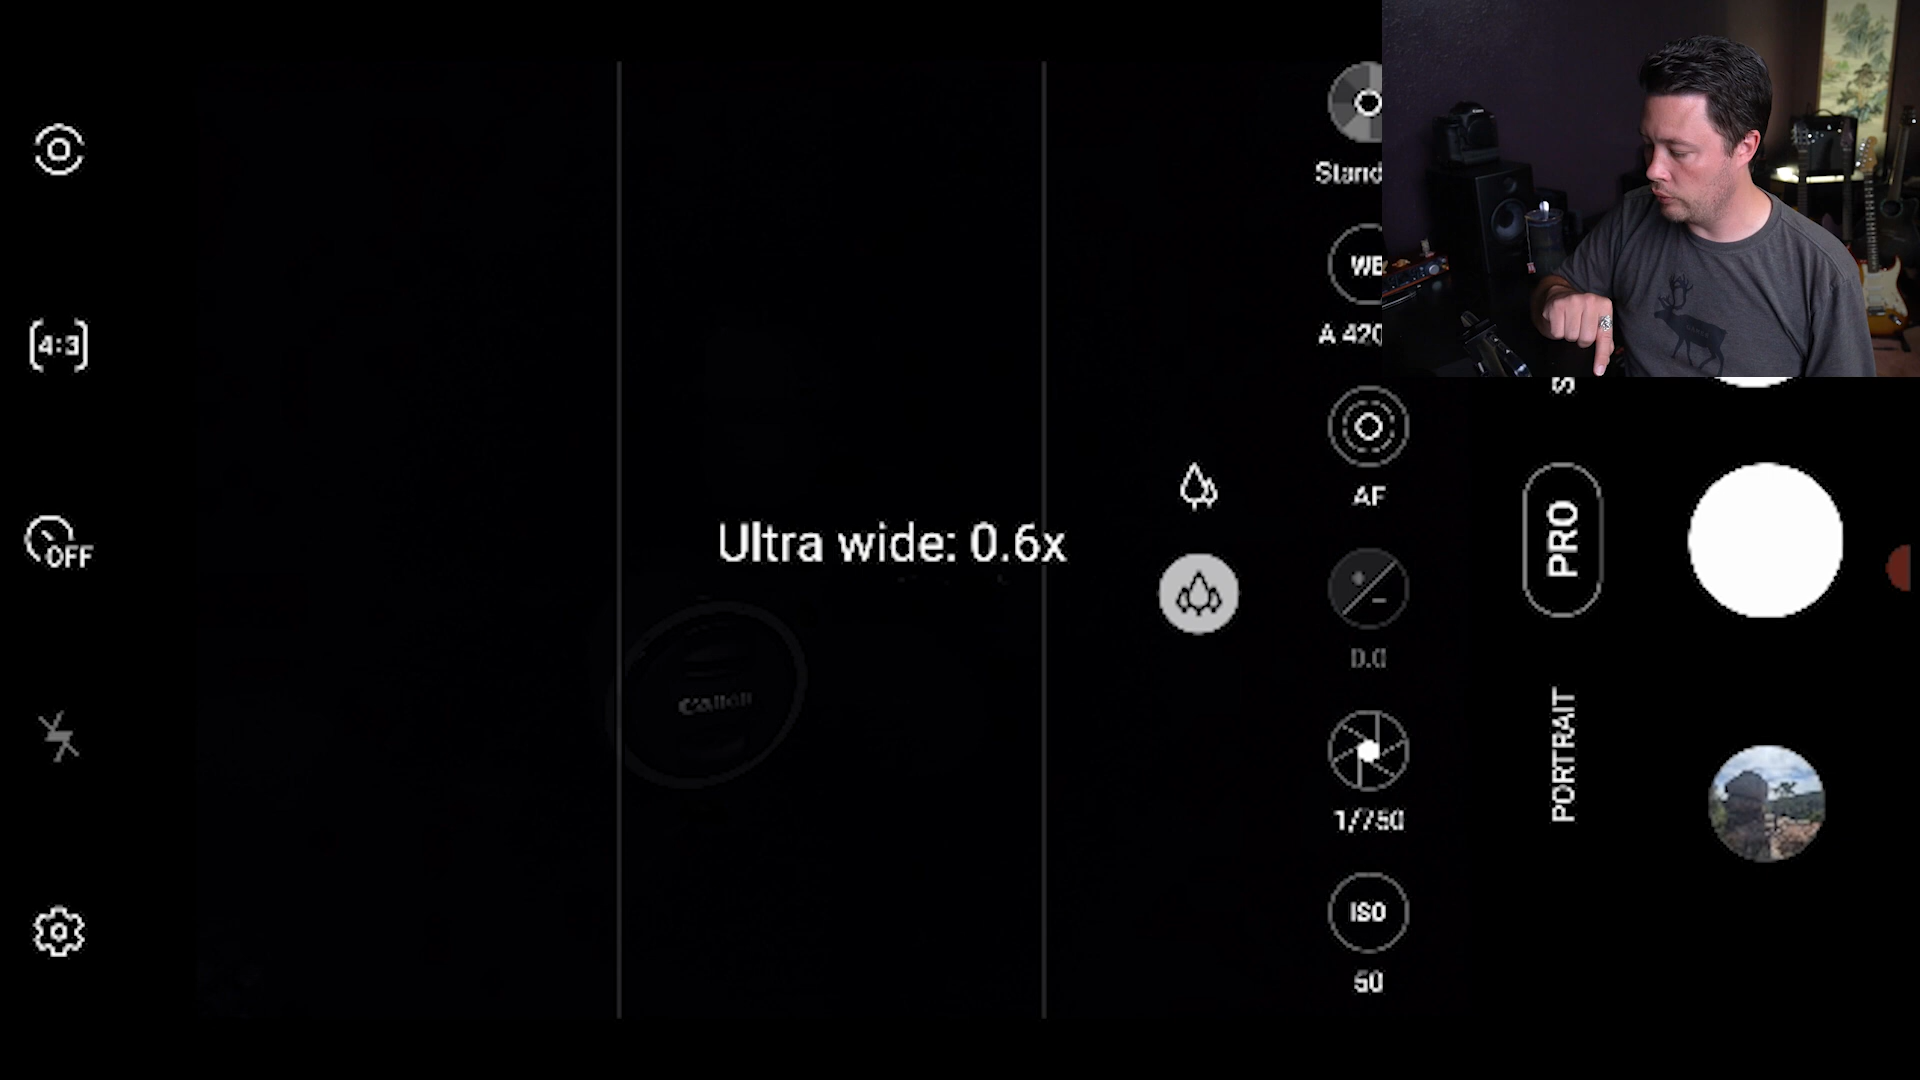 4:3
OFF
Ultra wide: 0.6x
Canon
Stand
WB
A 420
AF
0.0
1/750
ISO
50
S
PRO
PORTRAIT